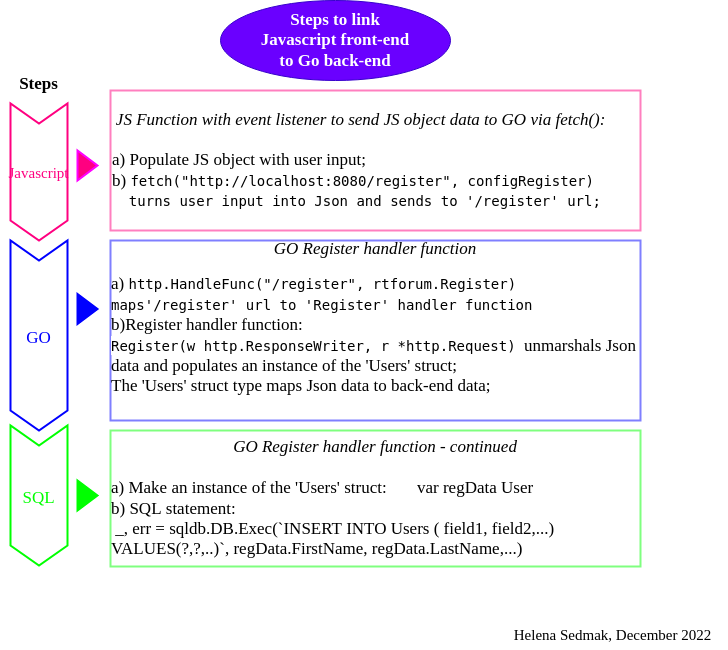 Steps to link
Javascript front-end
to Go back-end
Steps
JS Function with event listener to send JS object data to GO via fetch():
Javascript
a) Populate JS object with user input;
b) fetch("http://localhost:8080/register", configRegister)
turns user input into Json and sends to '/register' url;
GO Register handler function
GO
a) http.HandleFunc("/register", rtforum.Register)
maps'/register' url to 'Register' handler function
b)Register handler function:
Register(w http.ResponseWriter, r *http.Request) unmarshals Json
data and populates an instance of the 'Users' struct;
The 'Users' struct type maps Json data to back-end data;
GO Register handler function - continued
SQL
a) Make an instance of the 'Users' struct: var regData User
b) SQL statement:
_, err = sqldb.DB.Exec(`INSERT INTO Users ( field1, field2,...)
VALUES(?,?,..)`, regData.FirstName, regData.LastName,...)
Helena Sedmak, December 2022